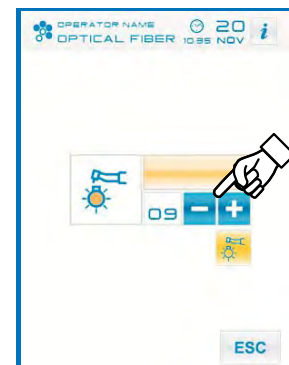 OPERATOR NAME
OPTICAL FIBER
10:35
20
NOV
i
09
− +
ESC